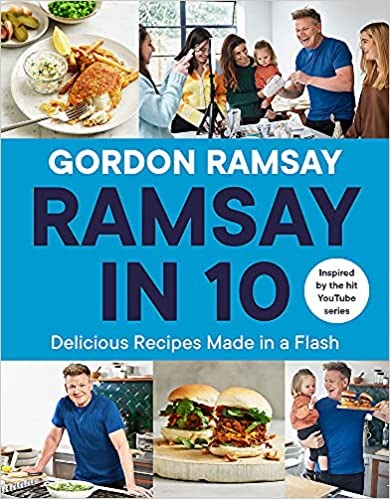 GORDON RAMSAY
RAMSAY
IN 10
Inspired
by the hit
YouTube
series
Delicious Recipes Made in a Flash